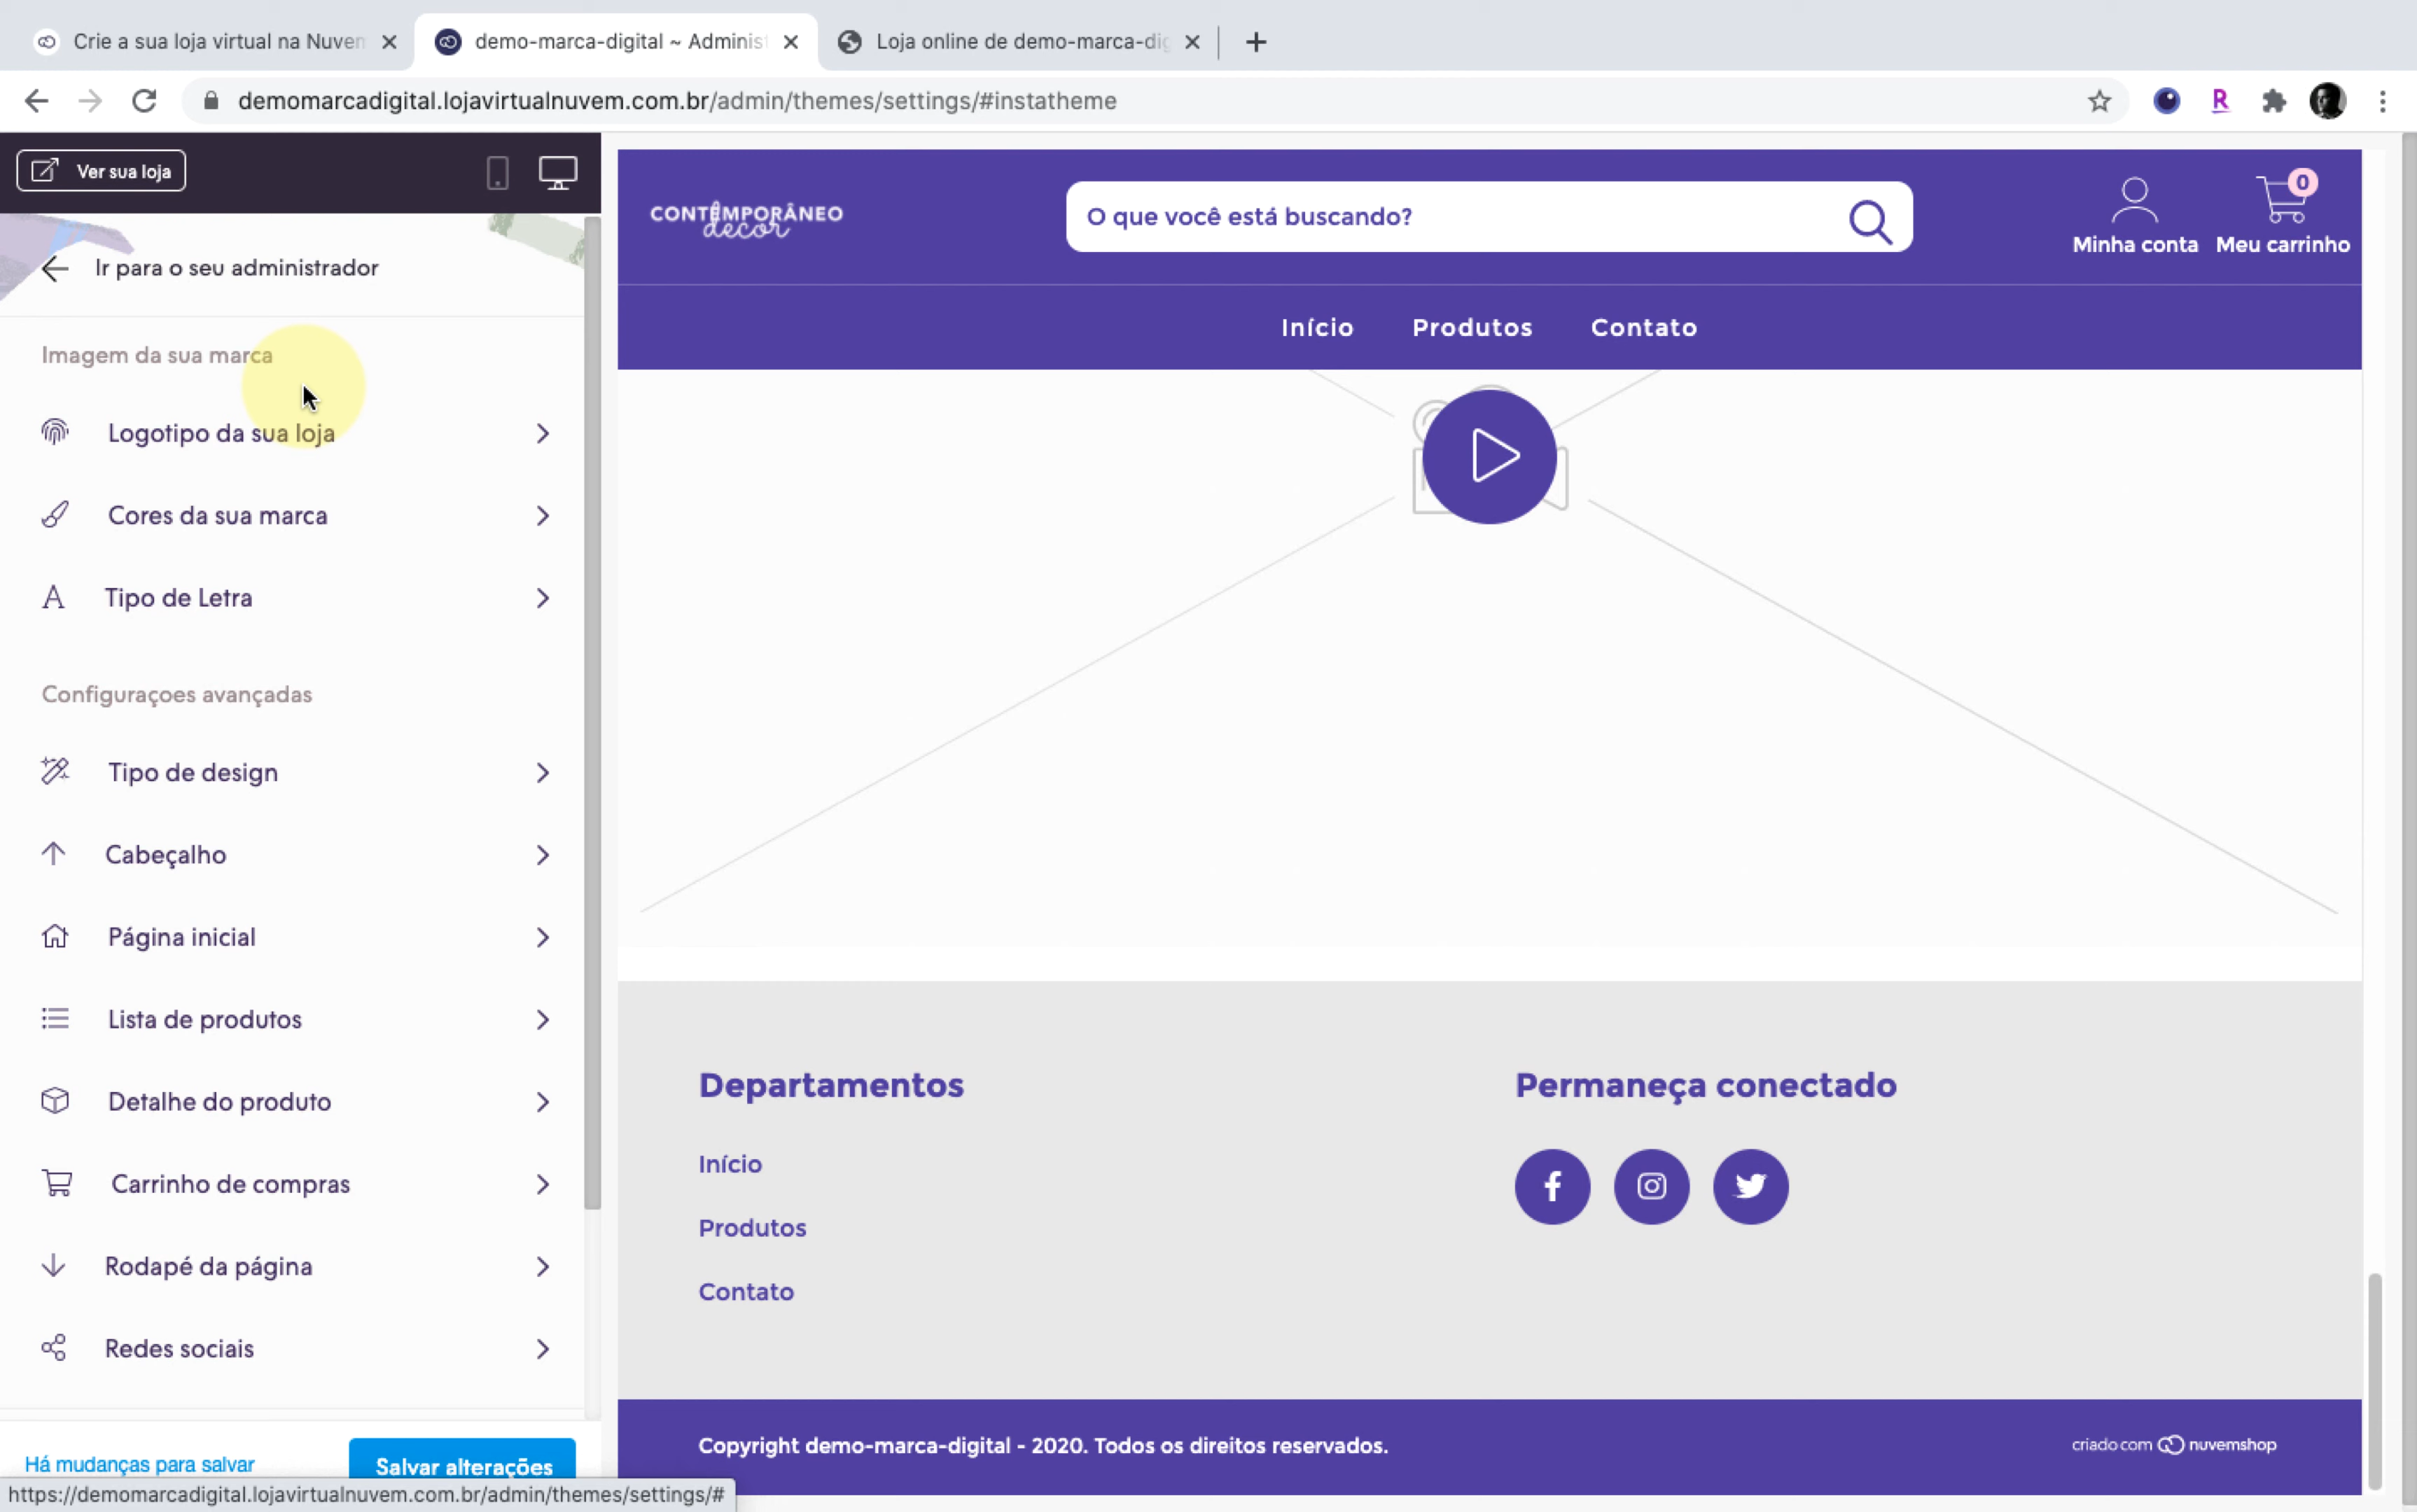 Crie a sua loja virtual na Nuven
demo-marca-digital ~ Adminis
Loja online de demo-marca-dig
demomarcadigital.lojavirtualnuvem.com.br/admin/themes/settings/#instatheme
R
Ver sua loja
Ir para o seu administrador
Imagem da sua marca
Logotipo da sua loja
Cores da sua marca
Tipo de Letra
Configuraçoes avançadas
Tipo de design
Cabeçalho
Página inicial
Lista de produtos
Detalhe do produto
Carrinho de compras
Rodapé da página
Redes sociais
Há mudanças para salvar
Salvar alterações
https://demomarcadigital.lojavirtualnuvem.com.br/admin/themes/settings/#
CONTEMPORÂNEO
decor
O que você está buscando?
Minha conta
0
Meu carrinho
Início Produtos Contato
Departamentos
Início
Produtos
Contato
Permaneça conectado
Copyright demo-marca-digital - 2020. Todos os direitos reservados.
criado com nuvemshop